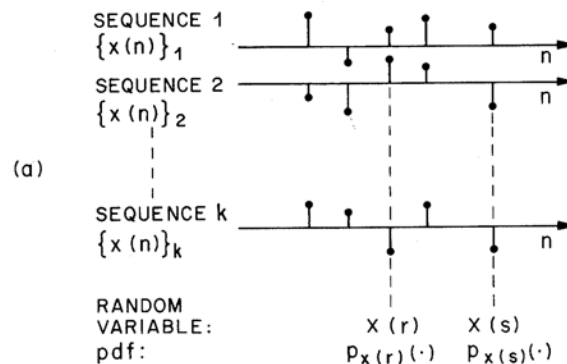 SEQUENCE 1
{x(n)}₁
n
SEQUENCE 2
{x(n)}₂
n
(a)
SEQUENCE k
{x(n)}ₖ
n
RANDOM
VARIABLE: X(r) X(s)
pdf: pₓ₍ᵣ₎(·) pₓ₍ₛ₎(·)